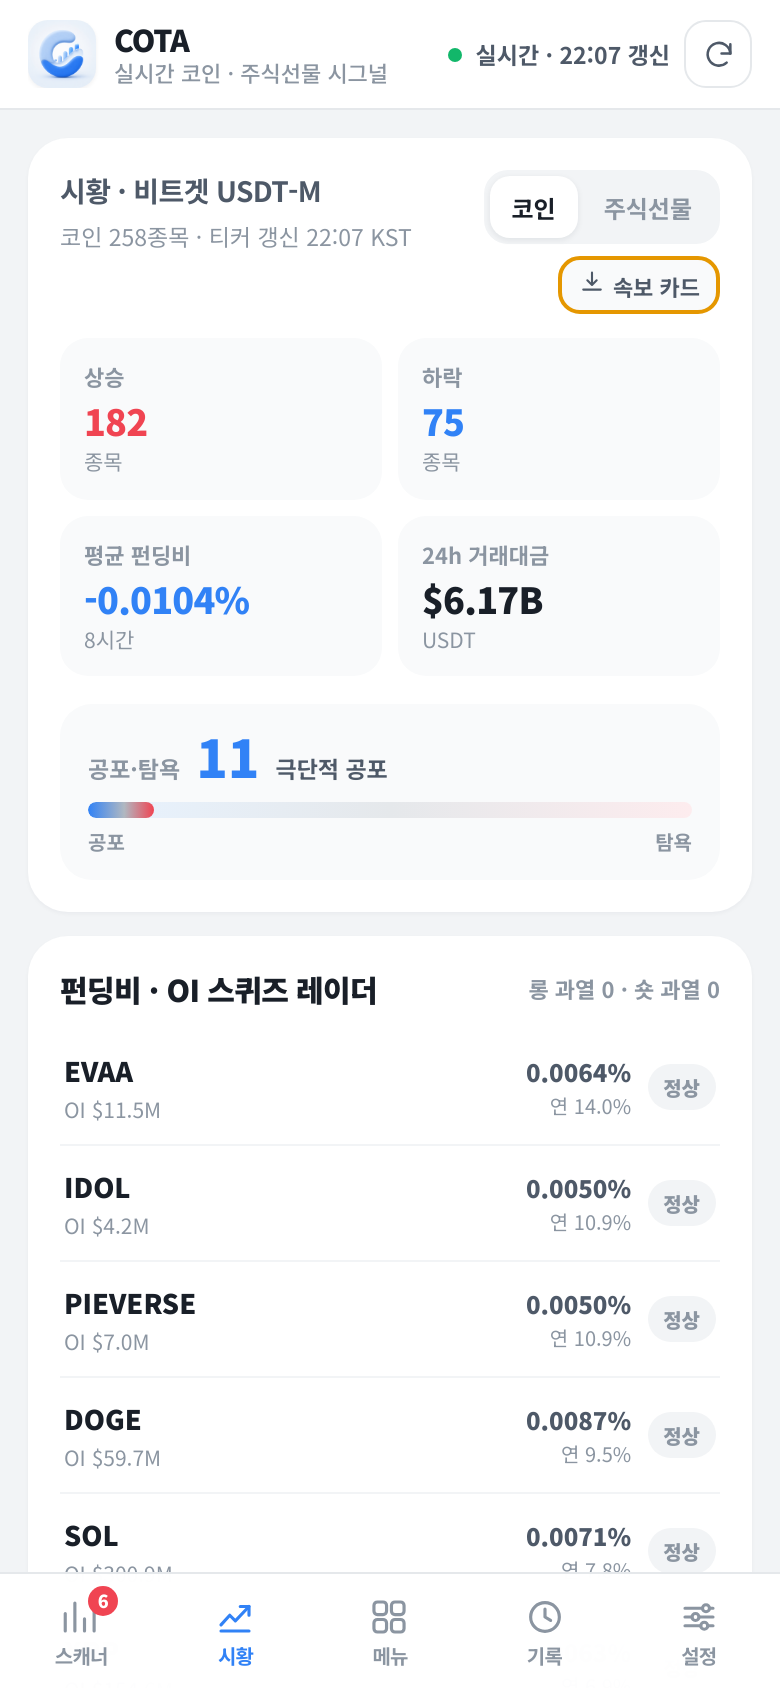 COTA
실시간 코인 · 주식선물 시그널
실시간 · 22:07 갱신
시황 · 비트겟 USDT-M
코인 258종목 · 티커 갱신 22:07 KST
코인
주식선물
속보 카드
상승
182
종목
하락
75
종목
평균 펀딩비
-0.0104%
8시간
24h 거래대금
$6.17B
USDT
공포·탐욕 11 극단적 공포
공포
탐욕
펀딩비 · OI 스퀴즈 레이더
롱 과열 0 · 숏 과열 0
EVAA
OI $11.5M
0.0064%
연 14.0%
정상
IDOL
OI $4.2M
0.0050%
연 10.9%
정상
PIEVERSE
OI $7.0M
0.0050%
연 10.9%
정상
DOGE
OI $59.7M
0.0087%
연 9.5%
정상
SOL
0.0071%
연 7.8%
정상
6
스캐너
시황
메뉴
기록
설정